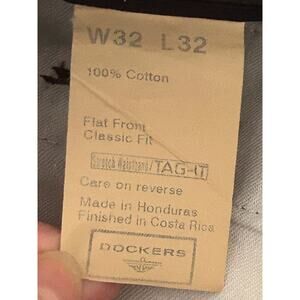 W32 L32
100% Cotton
Flat Front
Classic Fit
Stretch Waistband/TAG-IT
Care on reverse
Made in Honduras
Finished in Costa Rica
DOCKERS